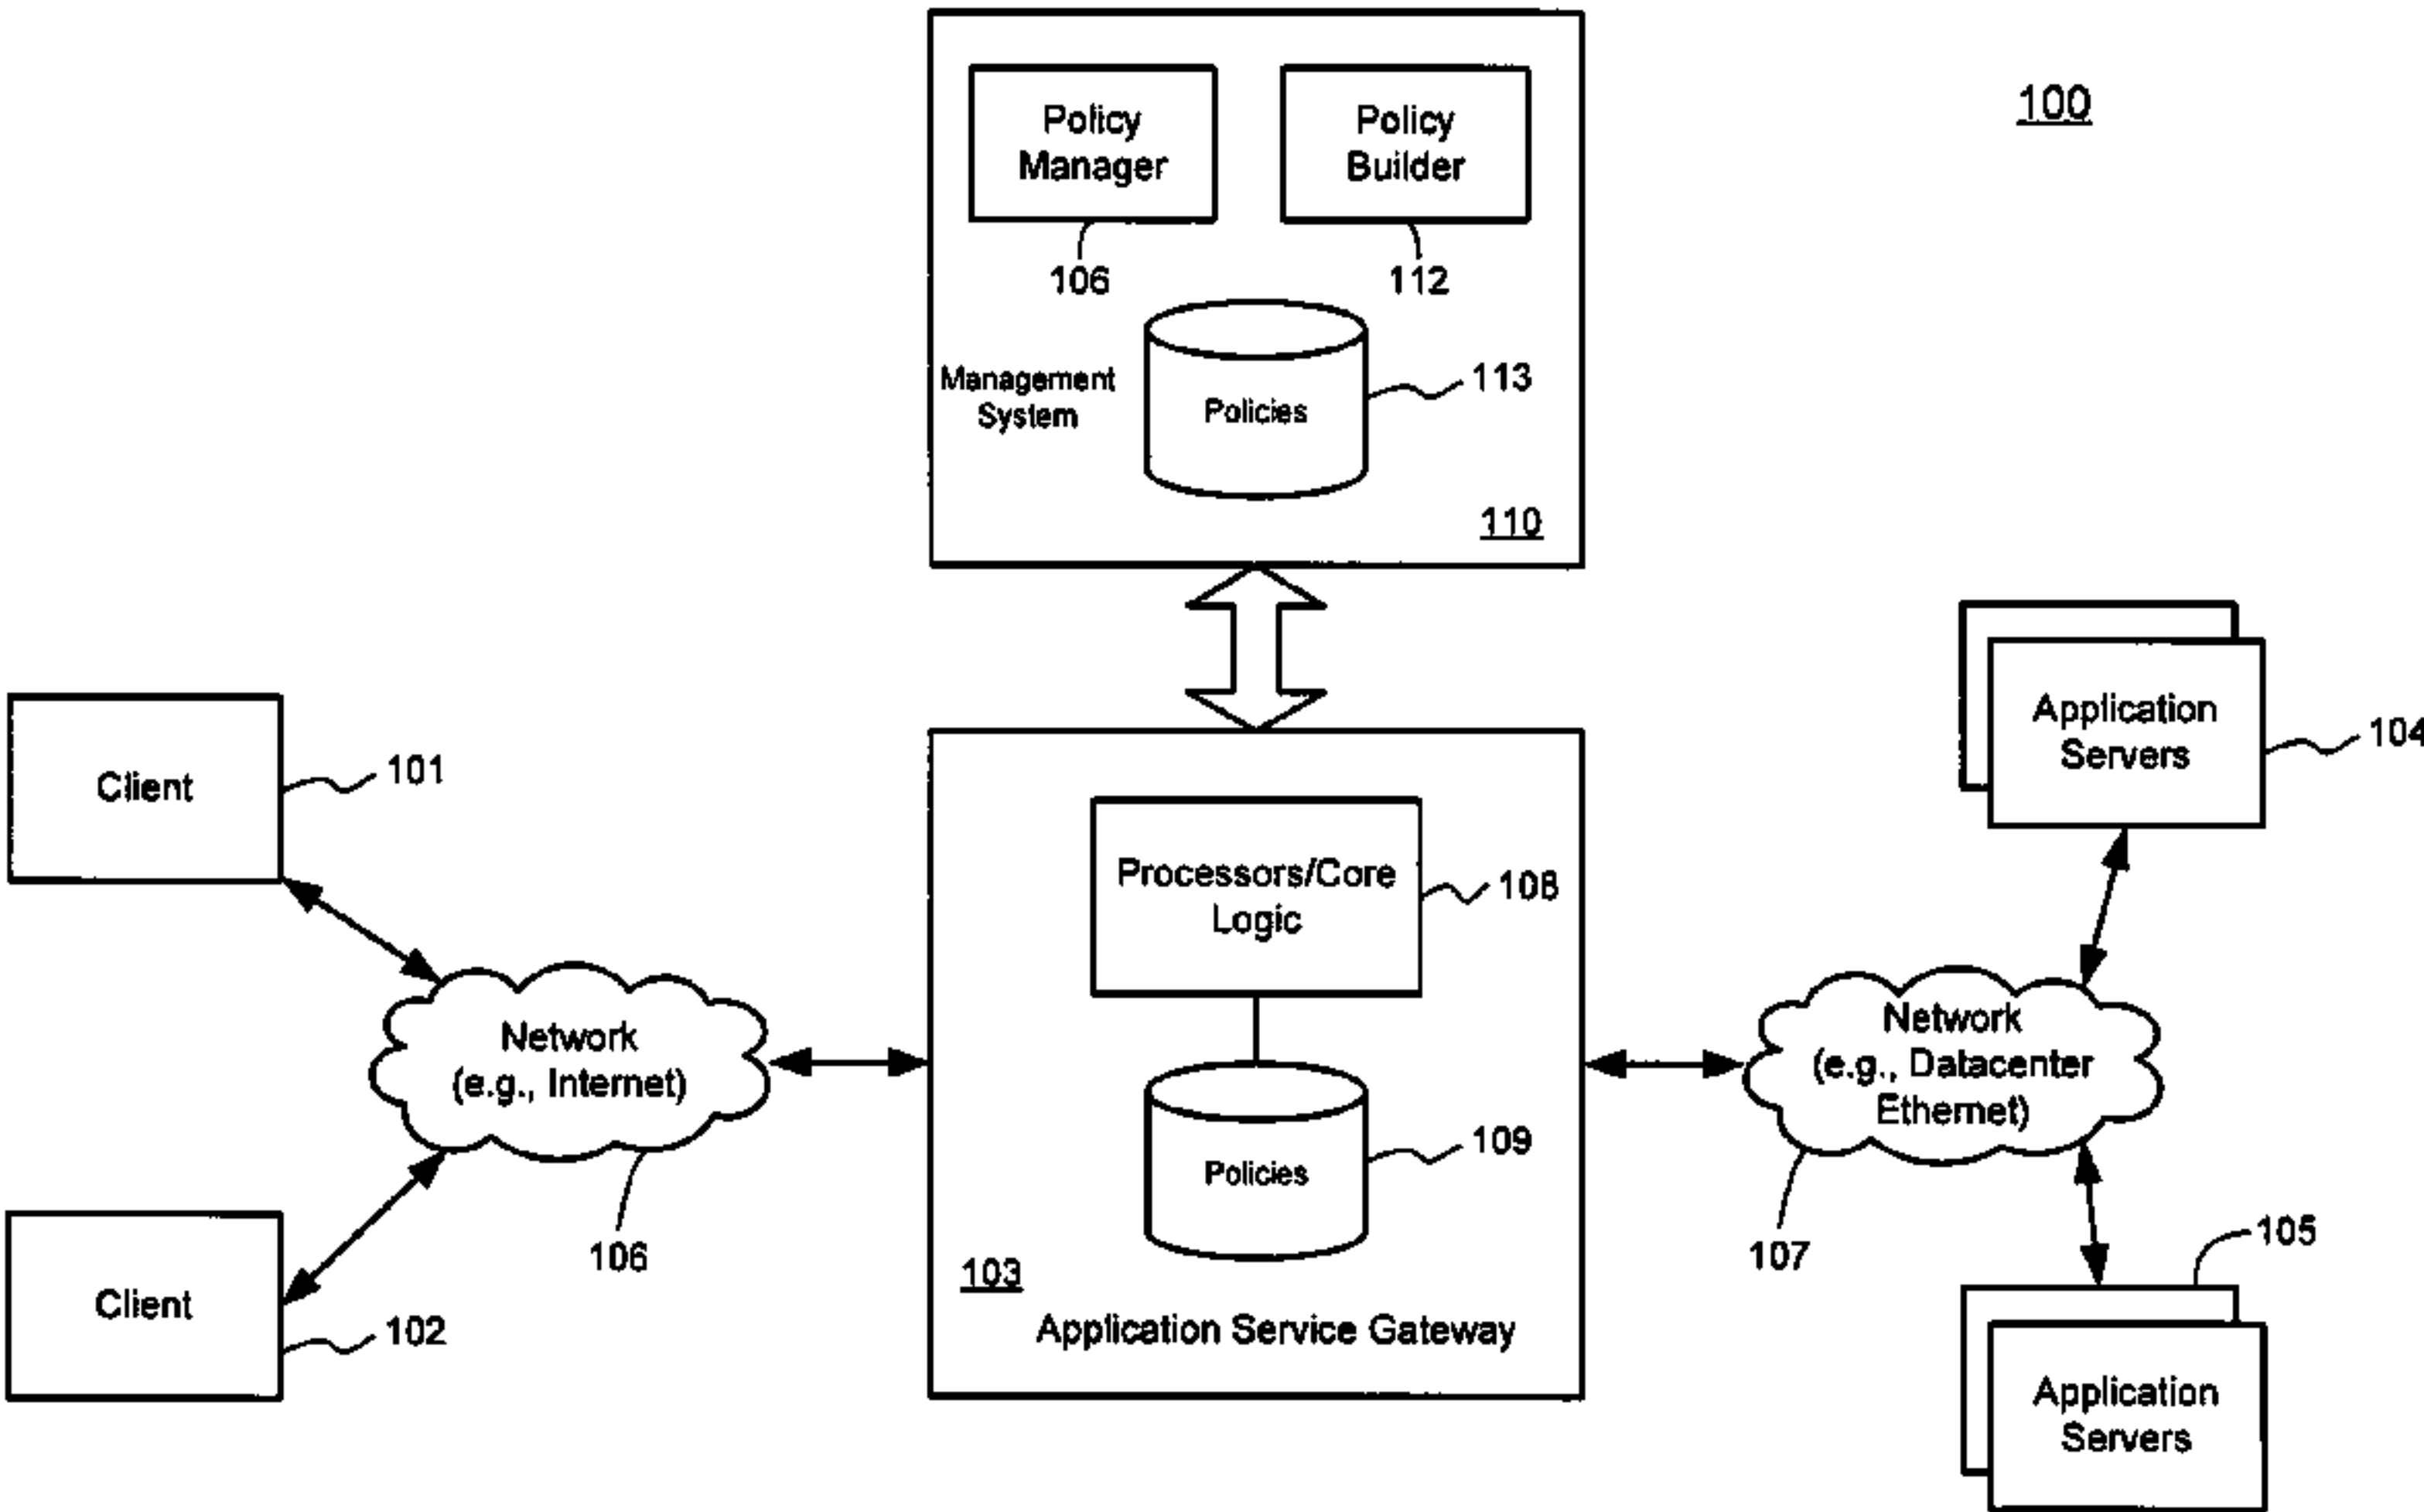 100
Policy
Manager
106
Policy
Builder
112
Management
System
Policies
113
110
Client
101
Client
102
Network
(e.g., Internet)
106
Processors/Core
Logic
108
Policies
109
103
Application Service Gateway
Network
(e.g., Datacenter
Ethernet)
107
Application
Servers
104
105
Application
Servers